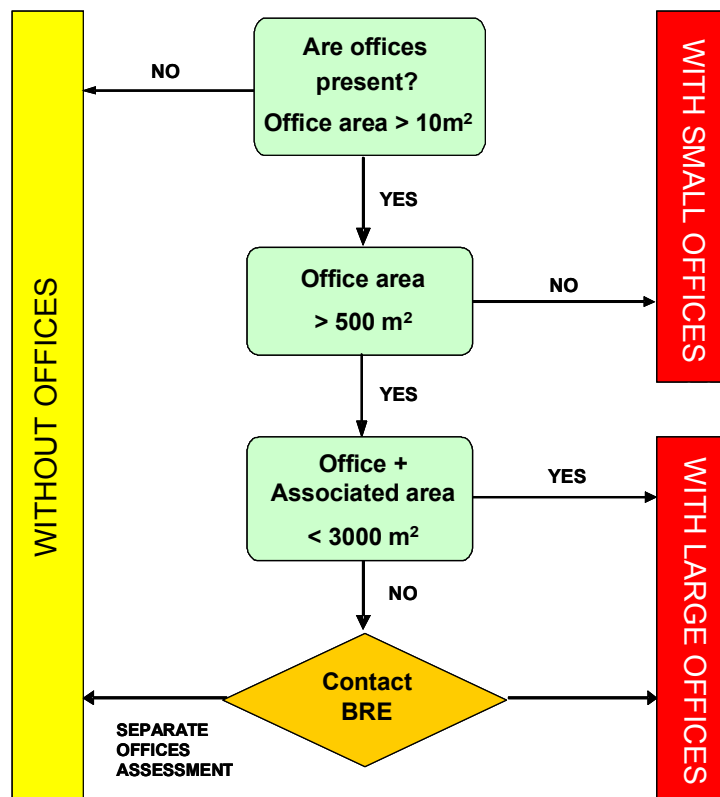 Are offices
present?
Office area > 10m²
NO
YES
WITH SMALL OFFICES
Office area
> 500 m²
NO
YES
WITHOUT OFFICES
Office +
Associated area
< 3000 m²
YES
NO
WITH LARGE OFFICES
Contact
BRE
SEPARATE
OFFICES
ASSESSMENT